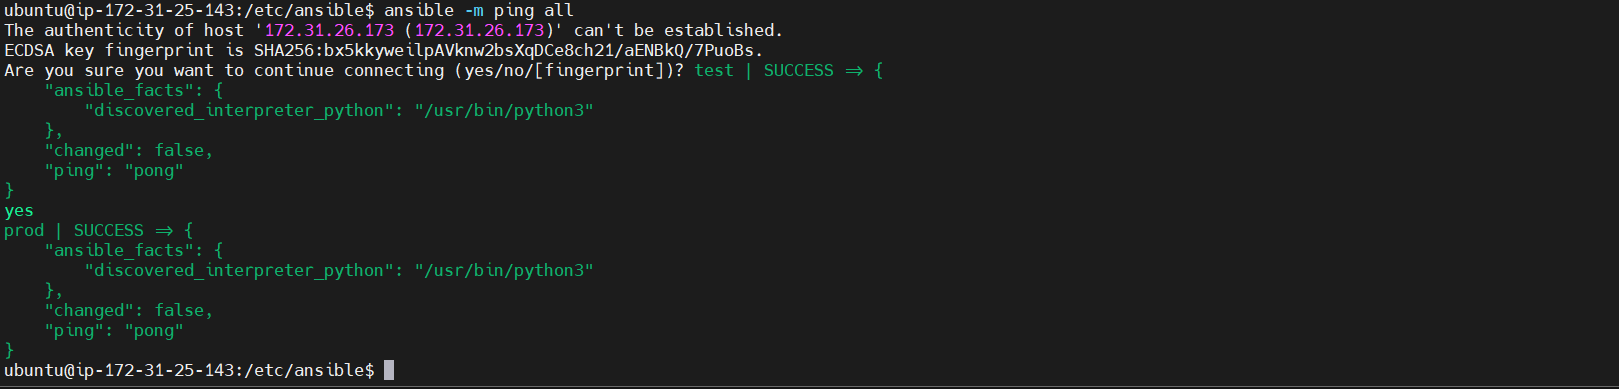 ubuntu@ip-172-31-25-143:/etc/ansible$ ansible -m ping all
The authenticity of host '172.31.26.173 (172.31.26.173)' can't be established.
ECDSA key fingerprint is SHA256:bx5kkyweilpAVknw2bsXqDCe8ch21/aENBkQ/7PuoBs.
Are you sure you want to continue connecting (yes/no/[fingerprint])? test | SUCCESS => {
    "ansible_facts": {
        "discovered_interpreter_python": "/usr/bin/python3"
    },
    "changed": false,
    "ping": "pong"
}
yes
prod | SUCCESS => {
    "ansible_facts": {
        "discovered_interpreter_python": "/usr/bin/python3"
    },
    "changed": false,
    "ping": "pong"
}
ubuntu@ip-172-31-25-143:/etc/ansible$